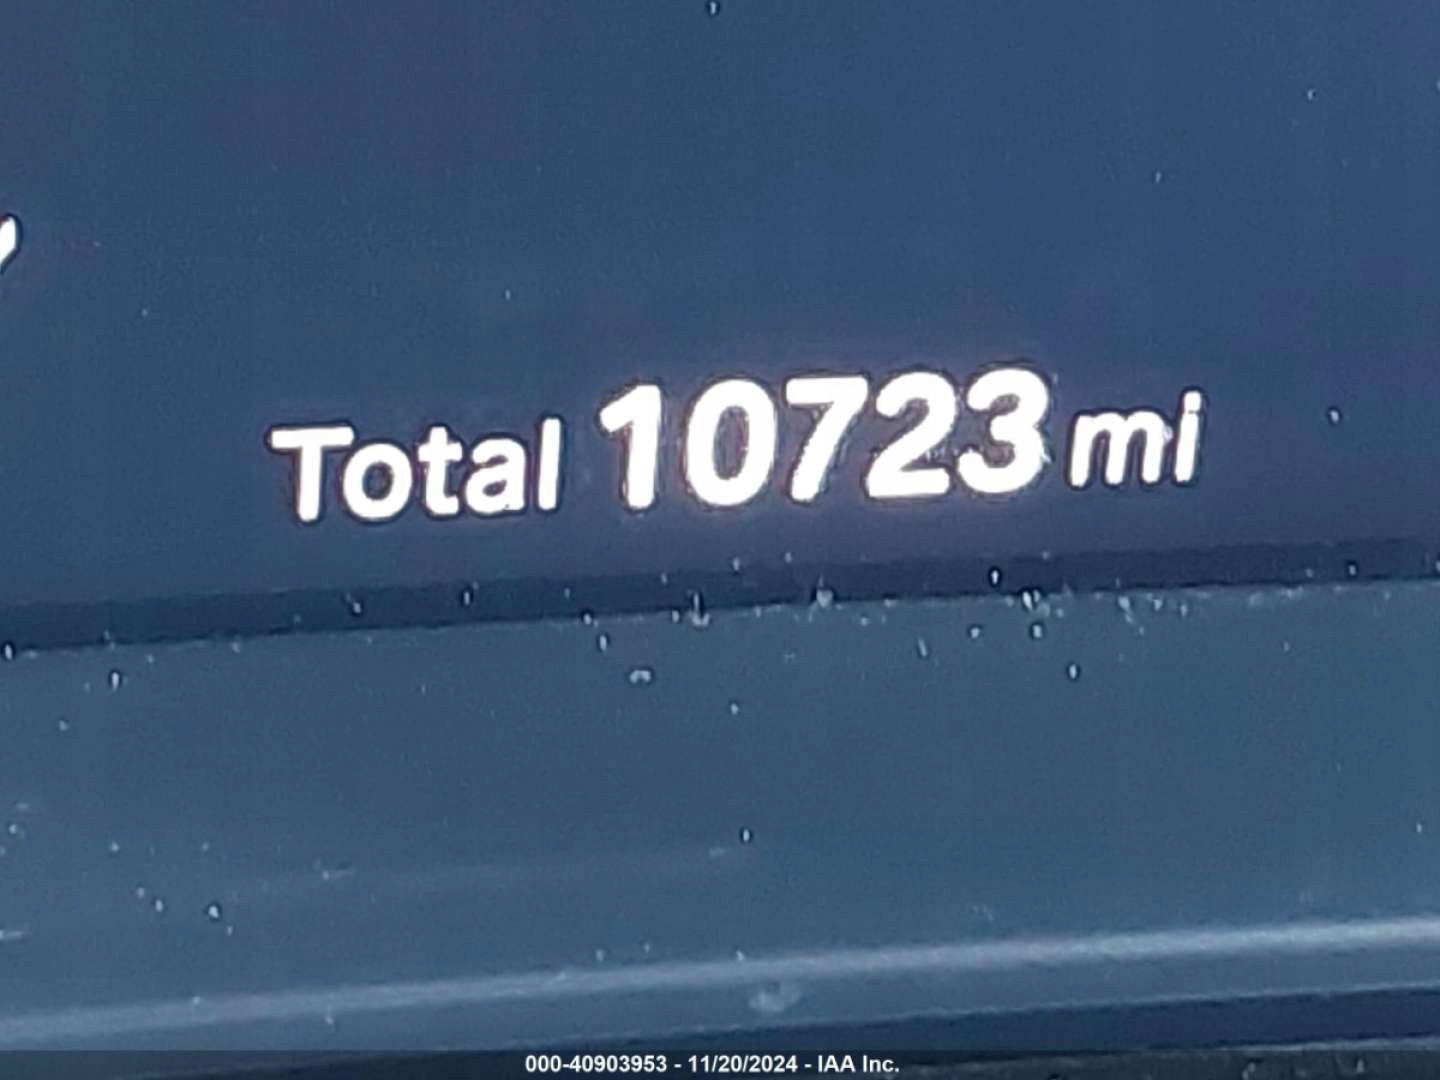 Total 10723 mi
000-40903953 - 11/20/2024 - IAA Inc.